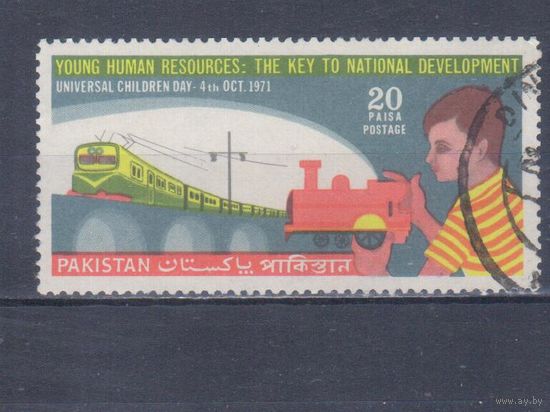 YOUNG HUMAN RESOURCES: THE KEY TO NATIONAL DEVELOPMENT
UNIVERSAL CHILDREN DAY - 4th OCT. 1971
20
PAISA
POSTAGE
PAKISTAN پاکستان পাকিস্তান
www.ay.by